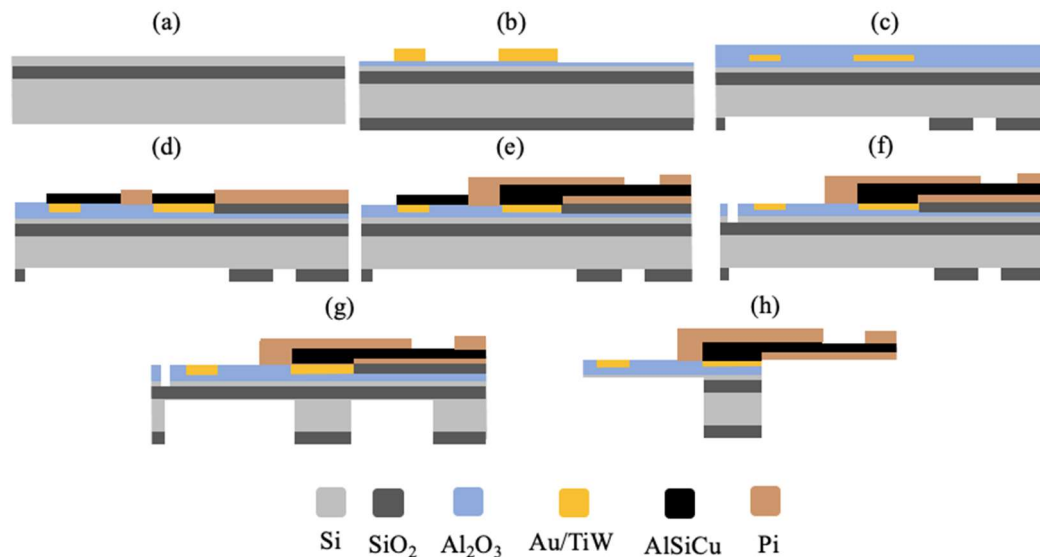 (a) (b) (c)
(d) (e) (f)
(g) (h)
Si SiO₂ Al₂O₃ Au/TiW AlSiCu Pi